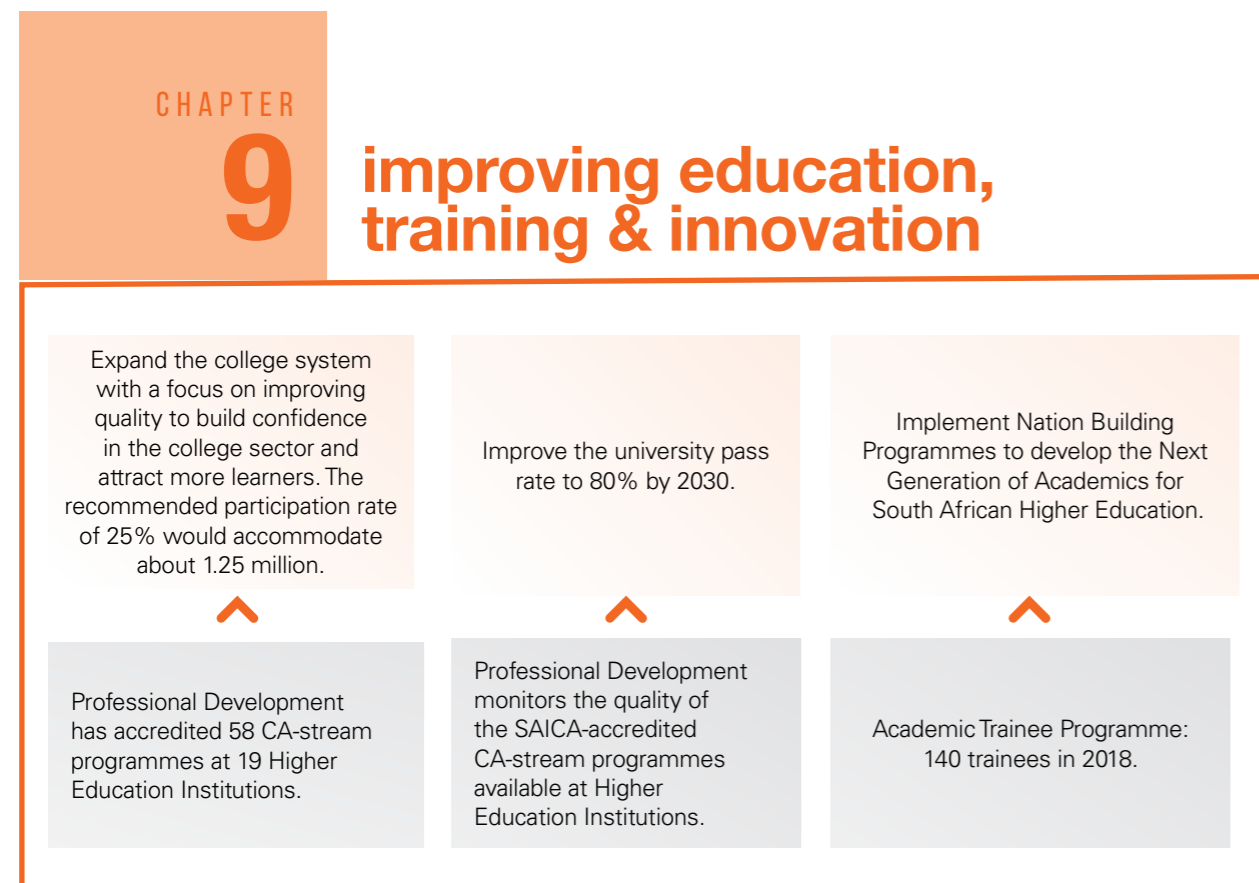 CHAPTER
9
improving education,
training & innovation
Expand the college system
with a focus on improving
quality to build confidence
in the college sector and
attract more learners. The
recommended participation rate
of 25% would accommodate
about 1.25 million.
Improve the university pass
rate to 80% by 2030.
Implement Nation Building
Programmes to develop the Next
Generation of Academics for
South African Higher Education.
Professional Development
has accredited 58 CA-stream
programmes at 19 Higher
Education Institutions.
Professional Development
monitors the quality of
the SAICA-accredited
CA-stream programmes
available at Higher
Education Institutions.
Academic Trainee Programme:
140 trainees in 2018.